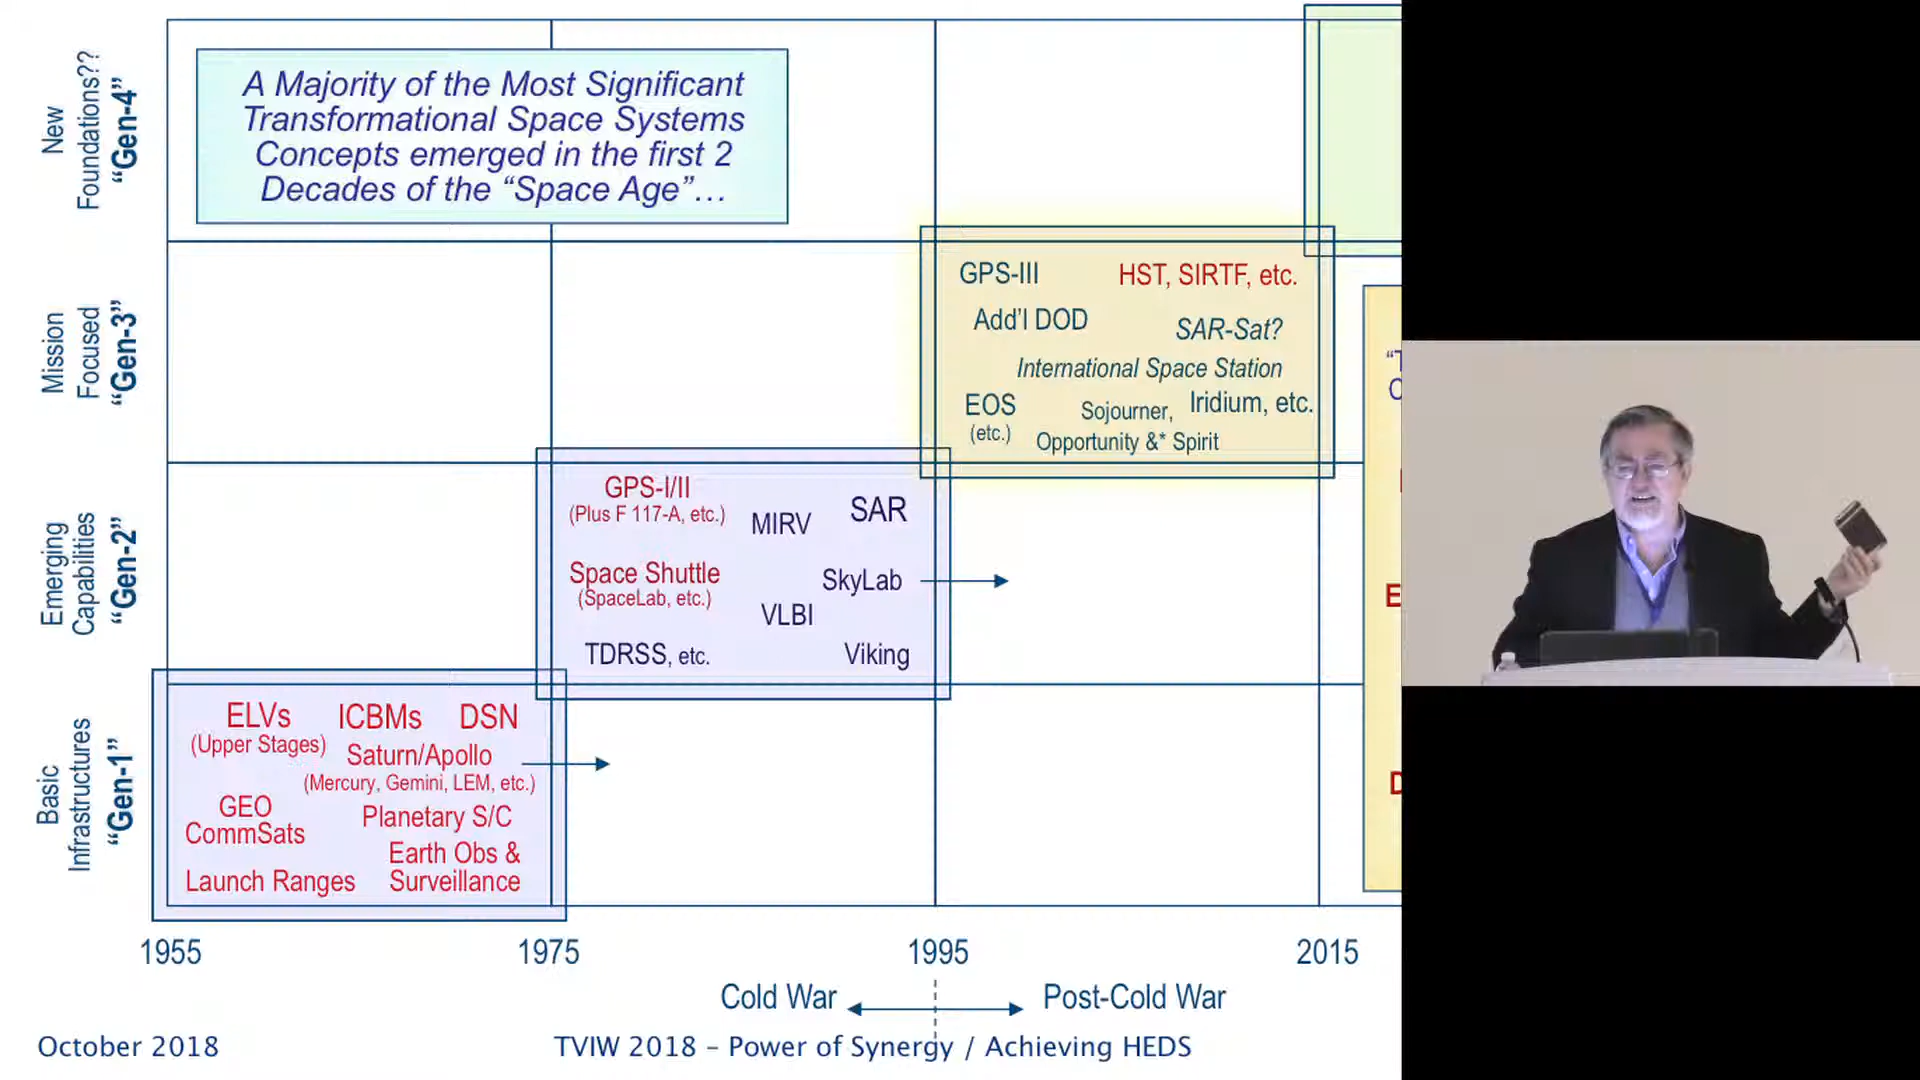 New
Foundations??
“Gen-4”
A Majority of the Most Significant
Transformational Space Systems
Concepts emerged in the first 2
Decades of the “Space Age”…
Mission
Focused
“Gen-3”
GPS-III
HST, SIRTF, etc.
Add’l DOD
SAR-Sat?
International Space Station
EOS
(etc.)
Sojourner,
Iridium, etc.
Opportunity &* Spirit
Emerging
Capabilities
“Gen-2”
GPS-I/II
(Plus F 117-A, etc.)
MIRV
SAR
Space Shuttle
(SpaceLab, etc.)
SkyLab
VLBI
TDRSS, etc.
Viking
Basic
Infrastructures
“Gen-1”
ELVs
(Upper Stages)
ICBMs
DSN
Saturn/Apollo
(Mercury, Gemini, LEM, etc.)
GEO
CommSats
Planetary S/C
Earth Obs &
Surveillance
Launch Ranges
1955
1975
1995
2015
Cold War
Post-Cold War
October 2018
TVIW 2018 – Power of Synergy / Achieving HEDS